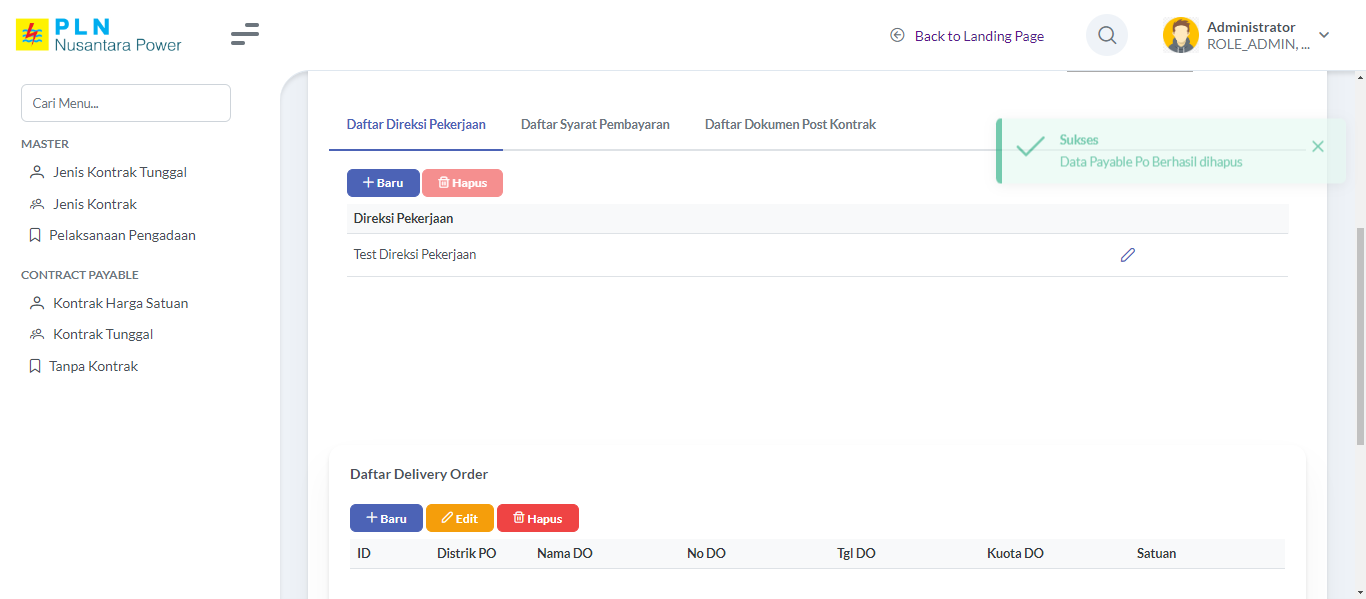 PLN
Nusantara Power
Back to Landing Page
Administrator
ROLE_ADMIN, ...
Cari Menu...
MASTER
Jenis Kontrak Tunggal
Jenis Kontrak
Pelaksanaan Pengadaan
CONTRACT PAYABLE
Kontrak Harga Satuan
Kontrak Tunggal
Tanpa Kontrak
Daftar Direksi Pekerjaan Daftar Syarat Pembayaran Daftar Dokumen Post Kontrak
Sukses
Data Payable Po Berhasil dihapus
Baru Hapus
Direksi Pekerjaan
Test Direksi Pekerjaan
Daftar Delivery Order
Baru Edit Hapus
ID Distrik PO Nama DO No DO Tgl DO Kuota DO Satuan